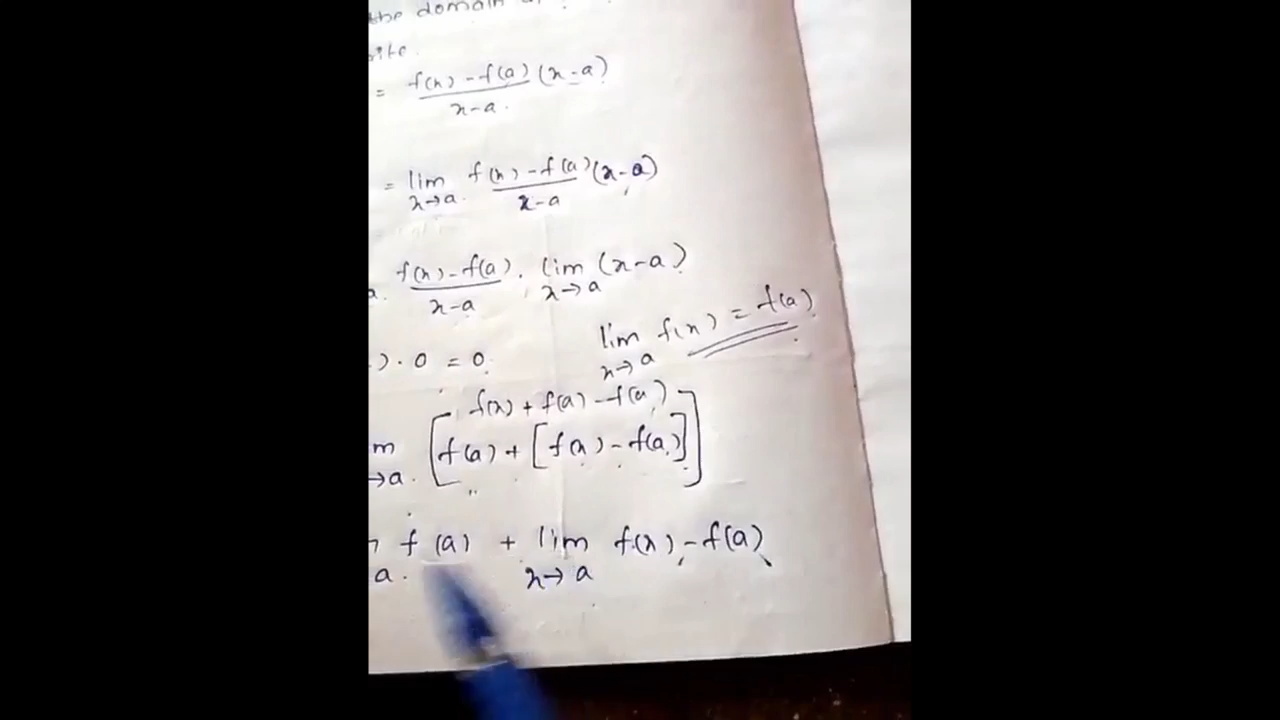 the domain
= f(x) - f(a) (x-a)
x-a.
= lim f(x) - f(a) (x-a)
x→a. x-a
a. f(x) - f(a). lim (x-a)
x-a x→a
lim f(x) = f(a)
x→a
). 0 = 0.
f(x) + f(a) - f(a)
m [f(a) + [f(x) - f(a)]]
→a.
f(a) + lim f(x) - f(a)
a. x→a